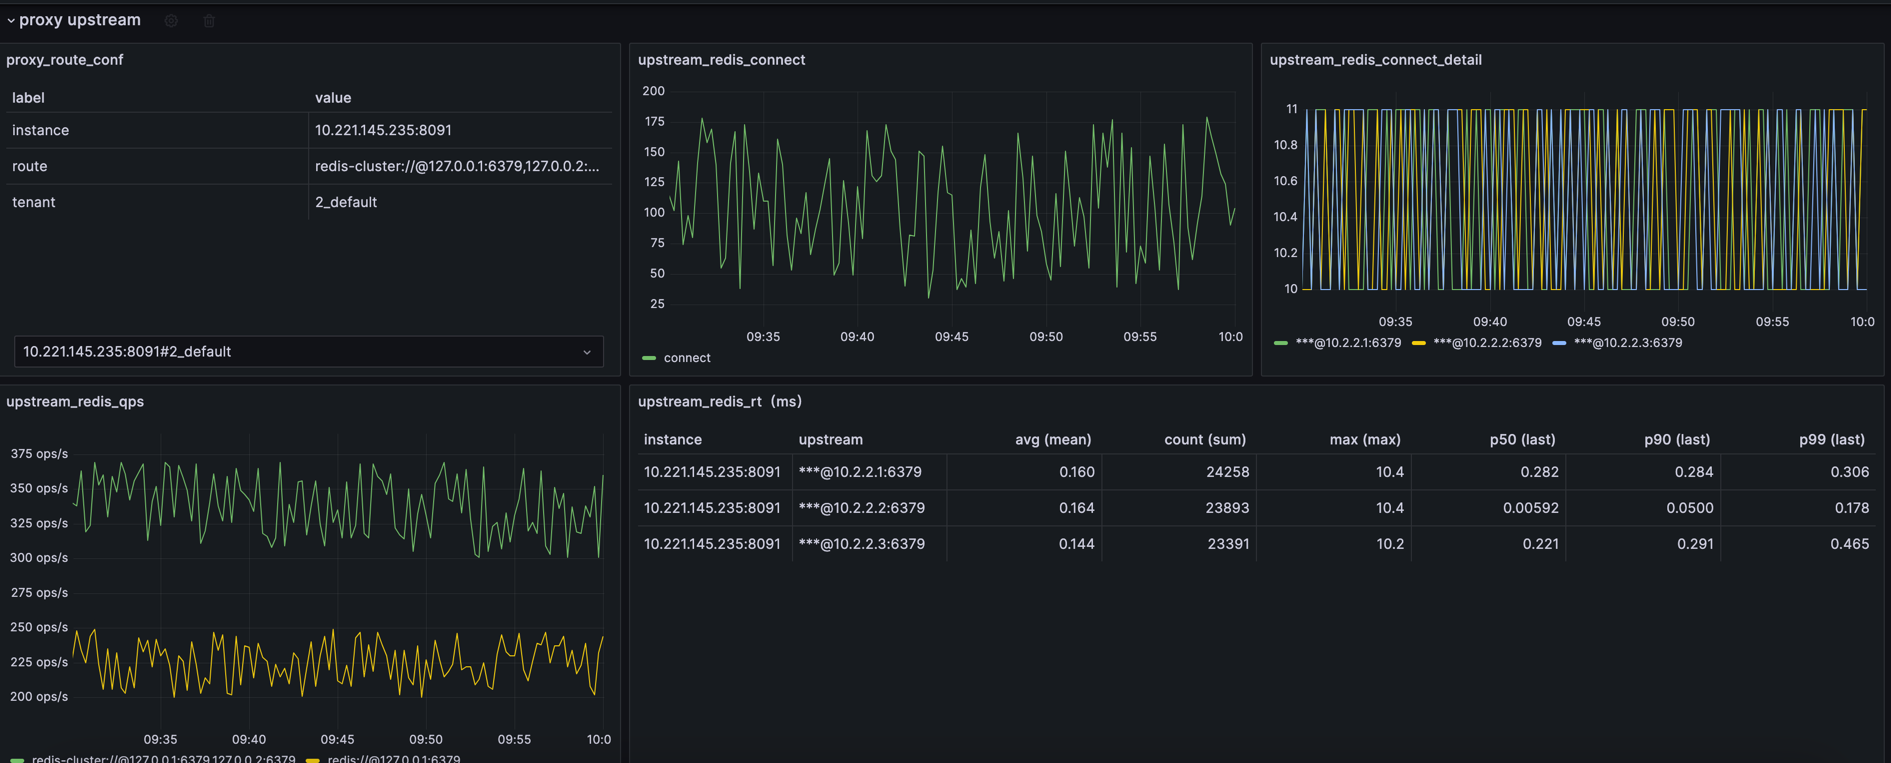 proxy upstream
proxy_route_conf
label value
instance 10.221.145.235:8091
route redis-cluster://@127.0.0.1:6379,127.0.0.2:...
tenant 2_default
10.221.145.235:8091#2_default
upstream_redis_connect
200
175
150
125
100
75
50
25
09:35 09:40 09:45 09:50 09:55 10:0
connect
upstream_redis_connect_detail
11
10.8
10.6
10.4
10.2
10
09:35 09:40 09:45 09:50 09:55 10:0
***@10.2.2.1:6379 ***@10.2.2.2:6379 ***@10.2.2.3:6379
upstream_redis_qps
375 ops/s
350 ops/s
325 ops/s
300 ops/s
275 ops/s
250 ops/s
225 ops/s
200 ops/s
09:35 09:40 09:45 09:50 09:55 10:0
redis-cluster://@127.0.0.1:6379,127.0.0.2:6379 redis://@127.0.0.1:6379
upstream_redis_rt (ms)
instance upstream avg (mean) count (sum) max (max) p50 (last) p90 (last) p99 (last)
10.221.145.235:8091 ***@10.2.2.1:6379 0.160 24258 10.4 0.282 0.284 0.306
10.221.145.235:8091 ***@10.2.2.2:6379 0.164 23893 10.4 0.00592 0.0500 0.178
10.221.145.235:8091 ***@10.2.2.3:6379 0.144 23391 10.2 0.221 0.291 0.465